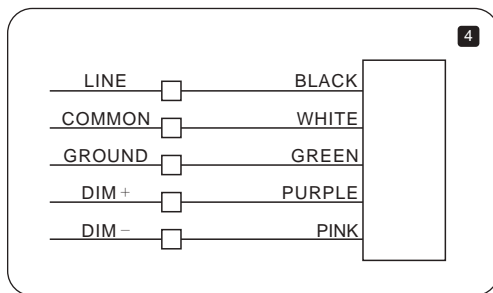 4
LINE BLACK
COMMON WHITE
GROUND GREEN
DIM+ PURPLE
DIM− PINK